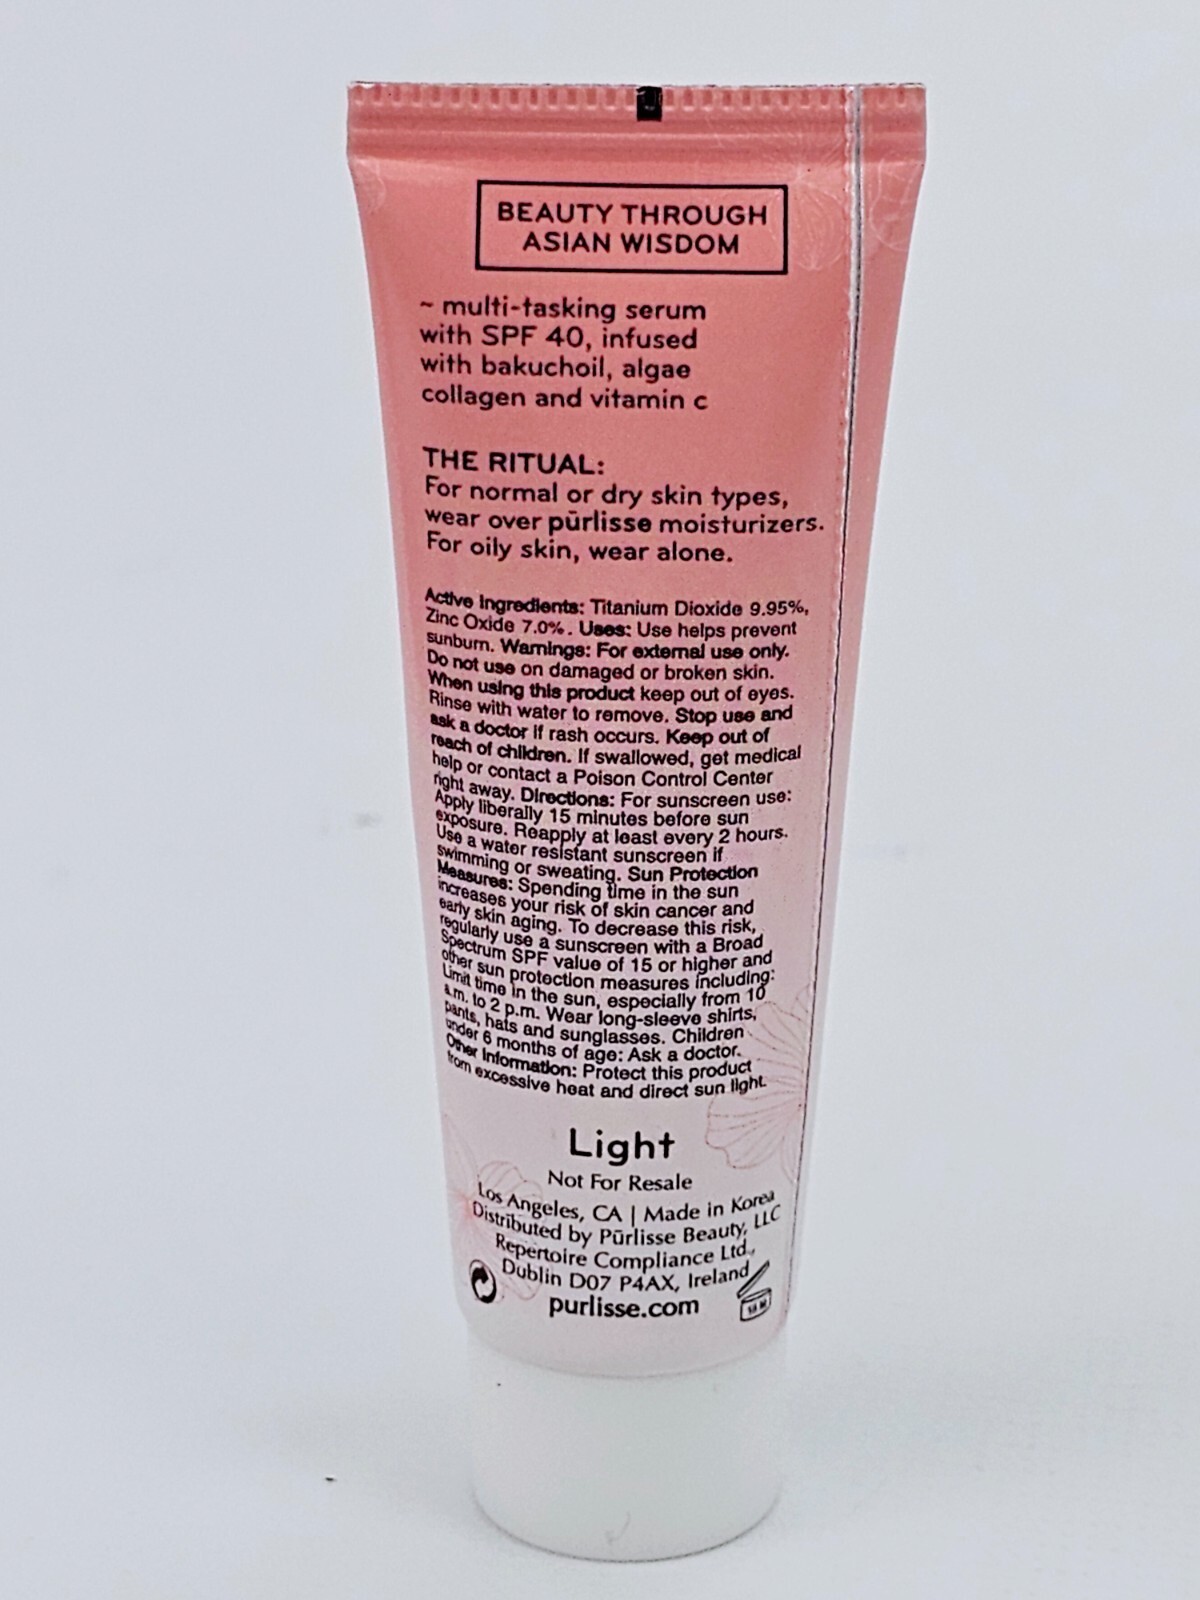 BEAUTY THROUGH
ASIAN WISDOM
~ multi-tasking serum
with SPF 40, infused
with bakuchoil, algae
collagen and vitamin c
THE RITUAL:
For normal or dry skin types,
wear over pūrlisse moisturizers.
For oily skin, wear alone.
Active Ingredients: Titanium Dioxide 9.95%,
Zinc Oxide 7.0%. Uses: Use helps prevent
sunburn. Warnings: For external use only.
Do not use on damaged or broken skin.
When using this product keep out of eyes.
Rinse with water to remove. Stop use and
ask a doctor if rash occurs. Keep out of
reach of children. If swallowed, get medical
help or contact a Poison Control Center
right away. Directions: For sunscreen use:
Apply liberally 15 minutes before sun
exposure. Reapply at least every 2 hours.
Use a water resistant sunscreen if
swimming or sweating. Sun Protection
Measures: Spending time in the sun
increases your risk of skin cancer and
early skin aging. To decrease this risk,
regularly use a sunscreen with a Broad
Spectrum SPF value of 15 or higher and
other sun protection measures including:
Limit time in the sun, especially from 10
a.m. to 2 p.m. Wear long-sleeve shirts,
pants, hats and sunglasses. Children
under 6 months of age: Ask a doctor.
Other Information: Protect this product
from excessive heat and direct sun light.
Light
Not For Resale
Los Angeles, CA | Made in Korea
Distributed by Pūrlisse Beauty, LLC
Repertoire Compliance Ltd.,
Dublin D07 P4AX, Ireland
purlisse.com